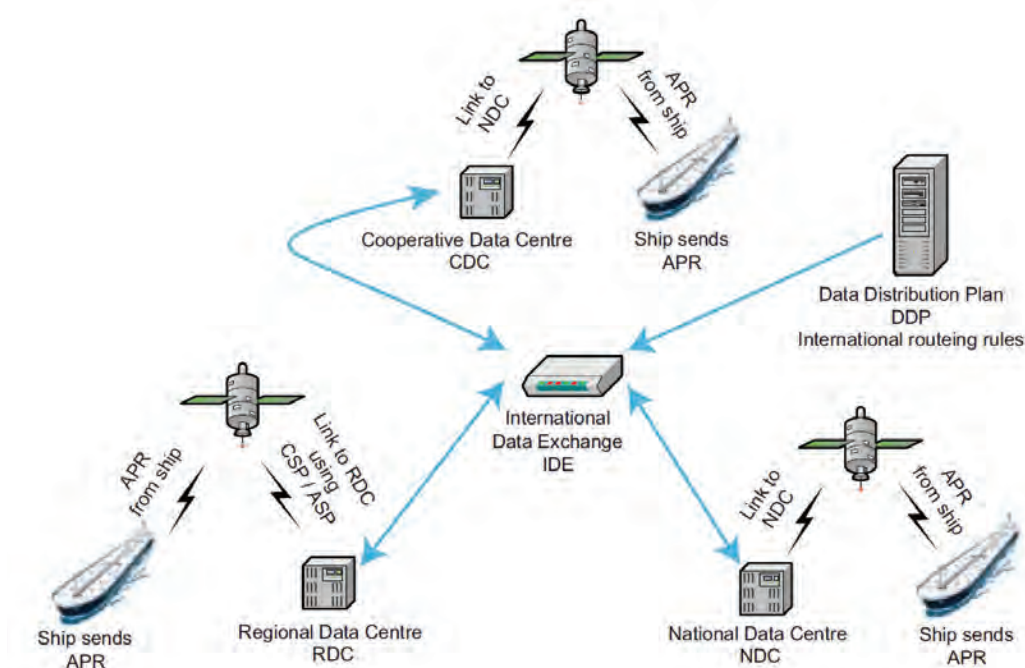 Link to
NDC
APR
from ship
Cooperative Data Centre
CDC
Ship sends
APR
Data Distribution Plan
DDP
International routeing rules
International
Data Exchange
IDE
APR
from ship
Link to RDC
using
CSP / ASP
Ship sends
APR
Regional Data Centre
RDC
Link to
NDC
APR
from ship
National Data Centre
NDC
Ship sends
APR